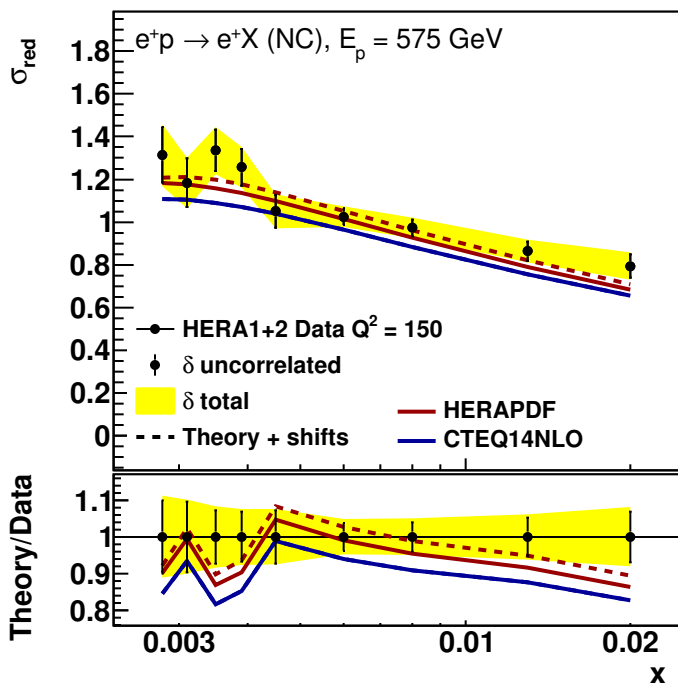 e⁺p → e⁺X (NC), E_p = 575 GeV
σ_red
1.8
1.6
1.4
1.2
1
0.8
0.6
0.4
0.2
0
HERA1+2 Data Q² = 150
δ uncorrelated
δ total
Theory + shifts
HERAPDF
CTEQ14NLO
Theory/Data
1.1
1
0.9
0.8
0.003
0.01
0.02
x